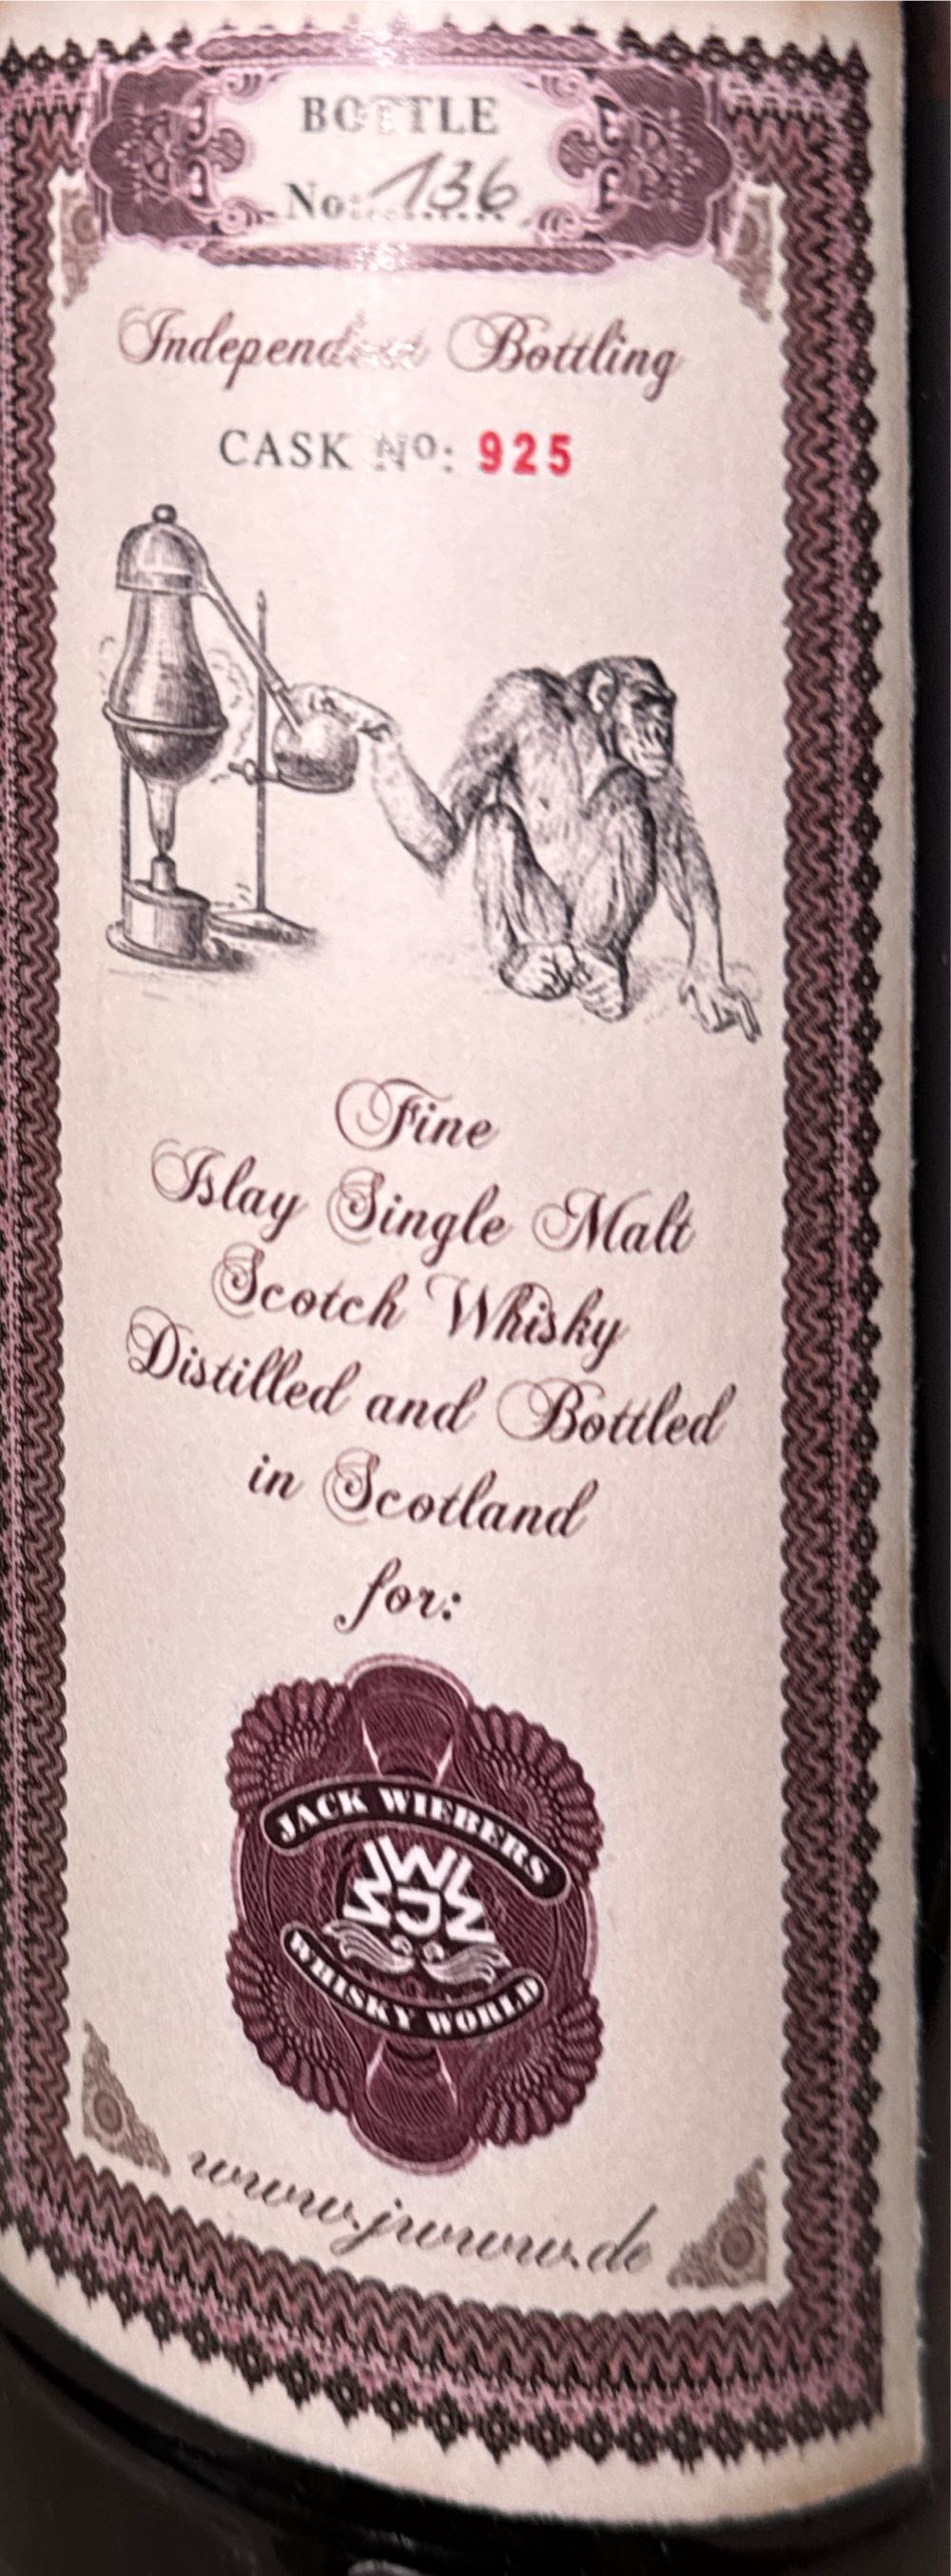 BOTTLE
No:.........136
Independent Bottling
CASK Nº: 925
Fine
Islay Single Malt
Scotch Whisky
Distilled and Bottled
in Scotland
for:
JACK WIEBERS
JWWW
WHISKY WORLD
www.jwww.de